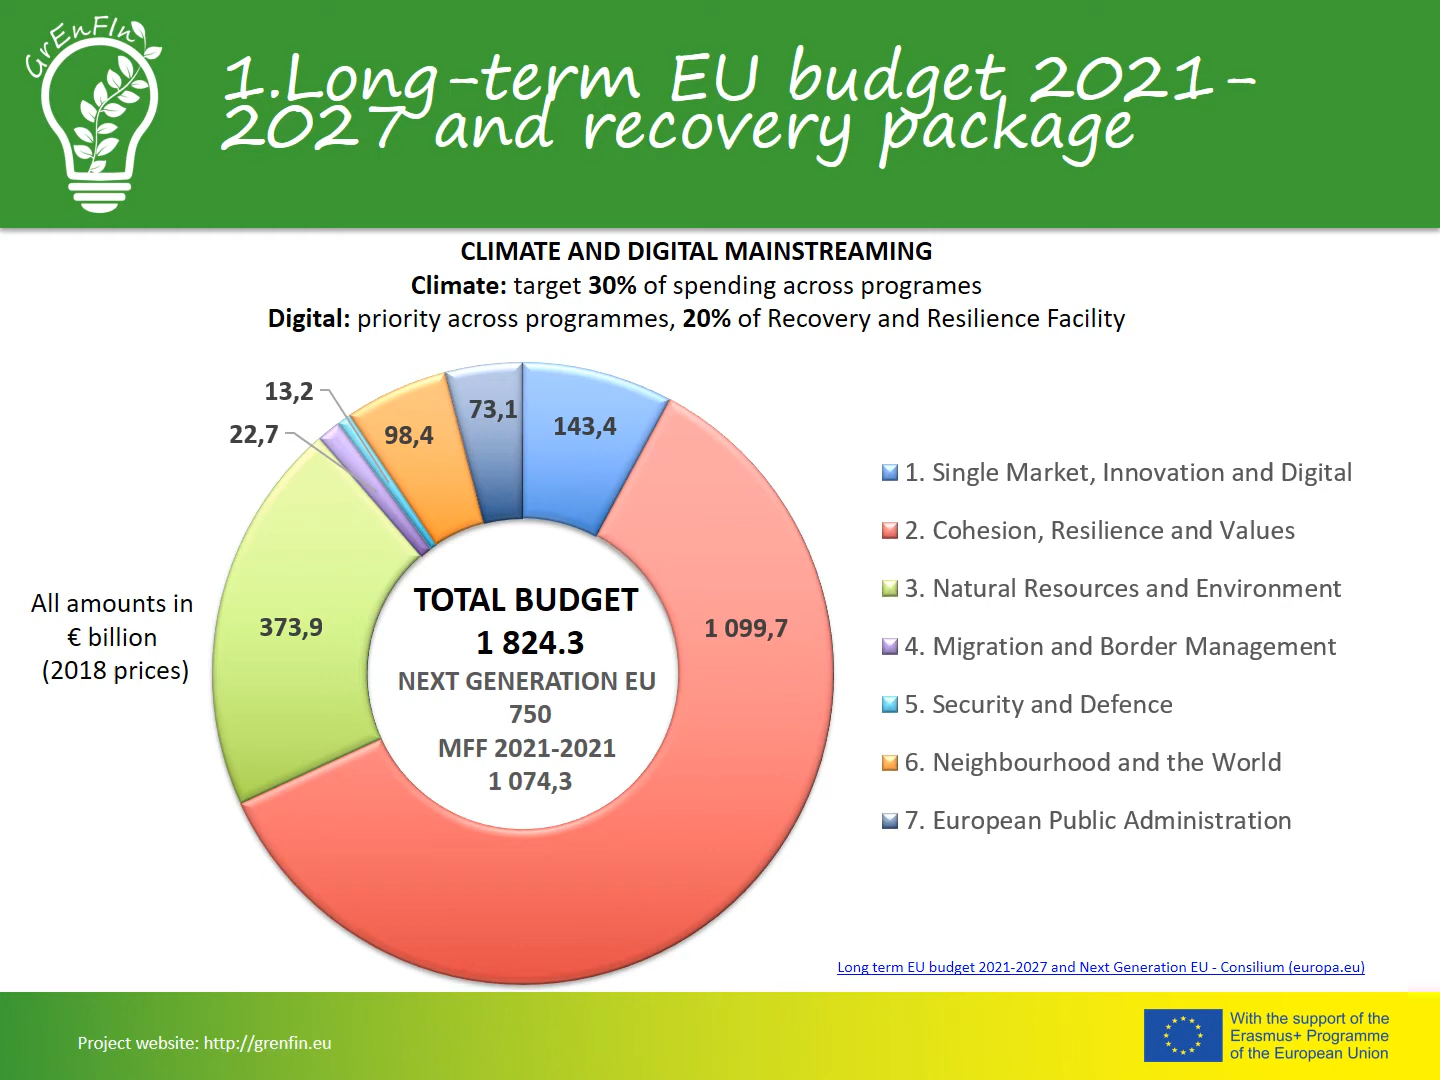 GrEnFIn
1.Long-term EU budget 2021-
2027 and recovery package
CLIMATE AND DIGITAL MAINSTREAMING
Climate: target 30% of spending across programes
Digital: priority across programmes, 20% of Recovery and Resilience Facility
13,2
22,7
98,4
73,1
143,4
373,9
1 099,7
All amounts in
€ billion
(2018 prices)
TOTAL BUDGET
1 824.3
NEXT GENERATION EU
750
MFF 2021-2021
1 074,3
1. Single Market, Innovation and Digital
2. Cohesion, Resilience and Values
3. Natural Resources and Environment
4. Migration and Border Management
5. Security and Defence
6. Neighbourhood and the World
7. European Public Administration
Long term EU budget 2021-2027 and Next Generation EU - Consilium (europa.eu)
Project website: http://grenfin.eu
With the support of the
Erasmus+ Programme
of the European Union